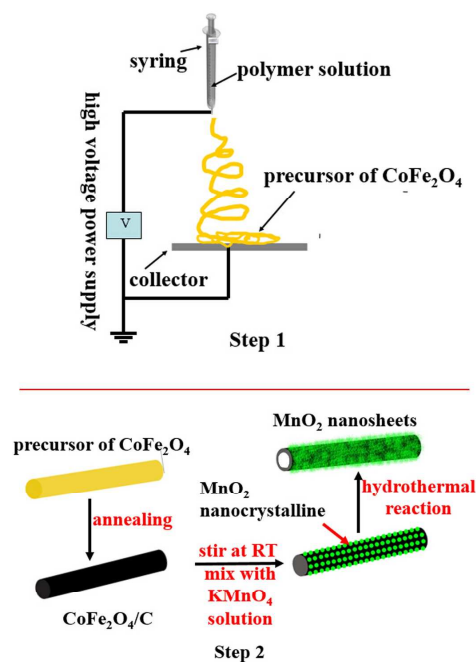 syring
polymer solution
high voltage power supply
precursor of CoFe₂O₄
V
collector
Step 1
MnO₂ nanosheets
precursor of CoFe₂O₄
MnO₂
nanocrystalline
hydrothermal
reaction
annealing
stir at RT
mix with
KMnO₄
solution
CoFe₂O₄/C
Step 2